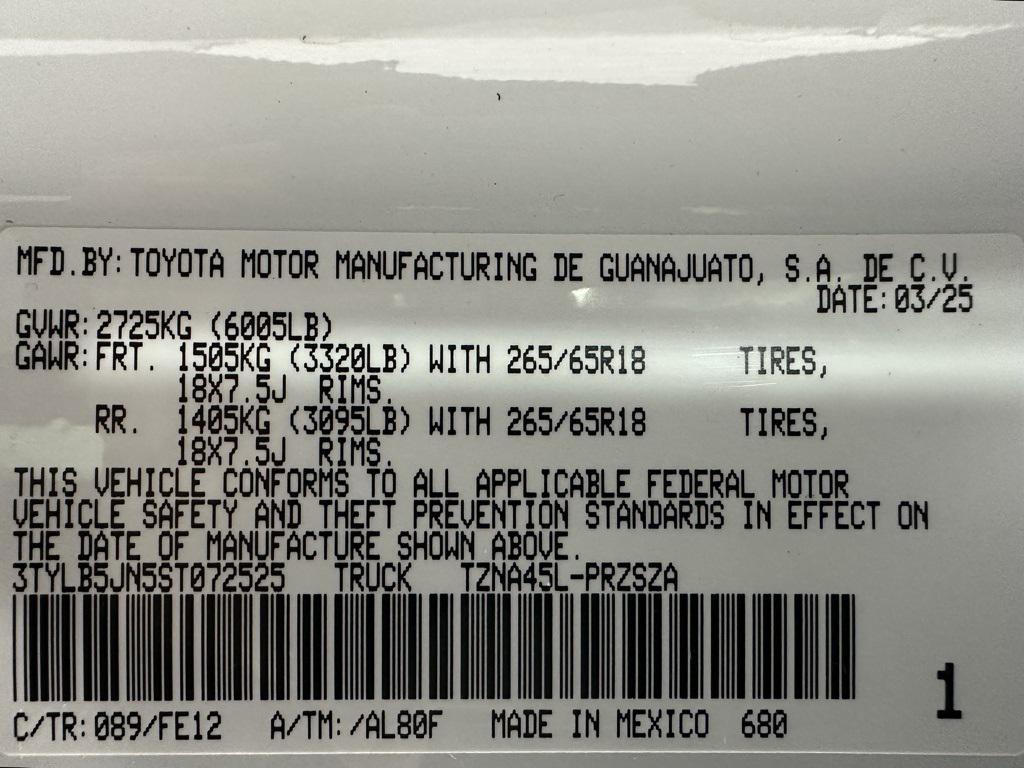 MFD.BY: TOYOTA MOTOR MANUFACTURING DE GUANAJUATO, S.A. DE C.V.
DATE: 03/25
GVWR: 2725KG (6005LB)
GAWR: FRT. 1505KG (3320LB) WITH 265/65R18 TIRES,
18X7.5J RIMS.
RR. 1405KG (3095LB) WITH 265/65R18 TIRES,
18X7.5J RIMS.
THIS VEHICLE CONFORMS TO ALL APPLICABLE FEDERAL MOTOR
VEHICLE SAFETY AND THEFT PREVENTION STANDARDS IN EFFECT ON
THE DATE OF MANUFACTURE SHOWN ABOVE.
3TYLB5JN5ST072525 TRUCK TZNA45L-PRZSZA
1
C/TR: 089/FE12 A/TM: /AL80F MADE IN MEXICO 680